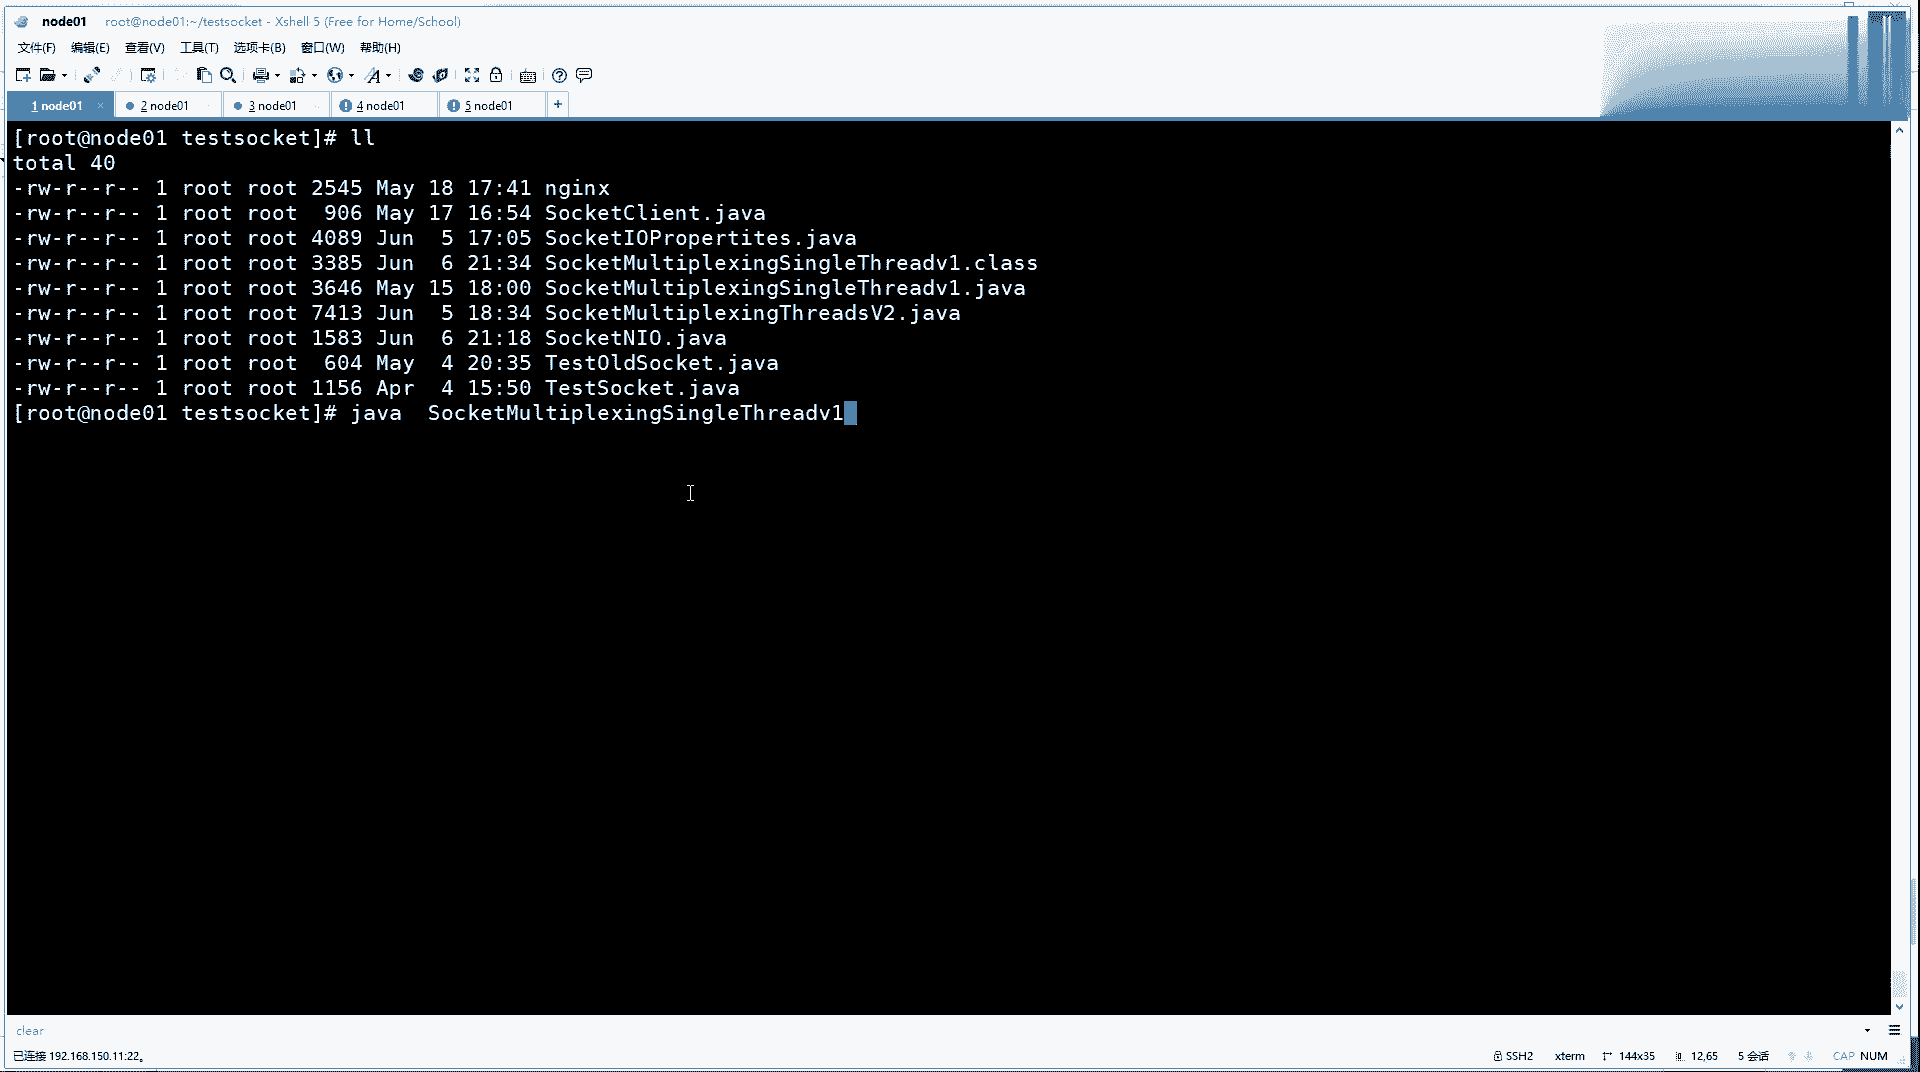 node01 root@node01:~/testsocket - Xshell 5 (Free for Home/School)
文件(F) 编辑(E) 查看(V) 工具(T) 选项卡(B) 窗口(W) 帮助(H)
1 node01 × 2 node01 3 node01 4 node01 5 node01 +
[root@node01 testsocket]# ll
total 40
-rw-r--r-- 1 root root 2545 May 18 17:41 nginx
-rw-r--r-- 1 root root  906 May 17 16:54 SocketClient.java
-rw-r--r-- 1 root root 4089 Jun  5 17:05 SocketIOPropertites.java
-rw-r--r-- 1 root root 3385 Jun  6 21:34 SocketMultiplexingSingleThreadv1.class
-rw-r--r-- 1 root root 3646 May 15 18:00 SocketMultiplexingSingleThreadv1.java
-rw-r--r-- 1 root root 7413 Jun  5 18:34 SocketMultiplexingThreadsV2.java
-rw-r--r-- 1 root root 1583 Jun  6 21:18 SocketNIO.java
-rw-r--r-- 1 root root  604 May  4 20:35 TestOldSocket.java
-rw-r--r-- 1 root root 1156 Apr  4 15:50 TestSocket.java
[root@node01 testsocket]# java  SocketMultiplexingSingleThreadv1
clear
已连接 192.168.150.11:22。 SSH2 xterm 144x35 12,65 5 会话 CAP NUM